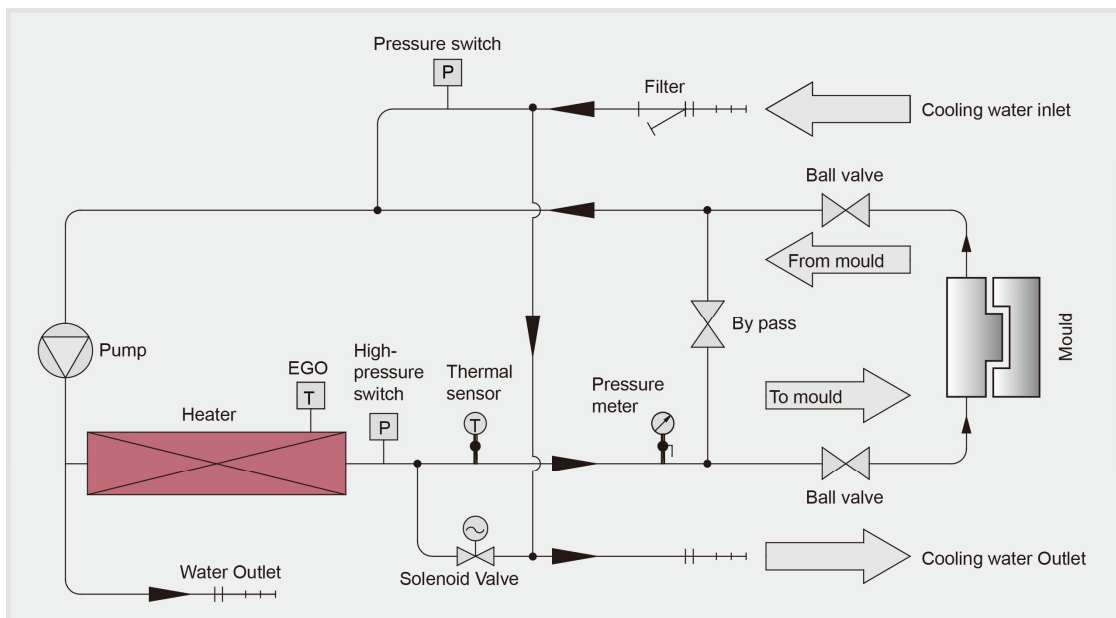 Pressure switch
P
Filter
Cooling water inlet
Ball valve
From mould
By pass
Mould
Pump
EGO
T
High-
pressure
switch
P
Thermal
sensor
T
Pressure
meter
To mould
Heater
Ball valve
Water Outlet
Solenoid Valve
Cooling water Outlet